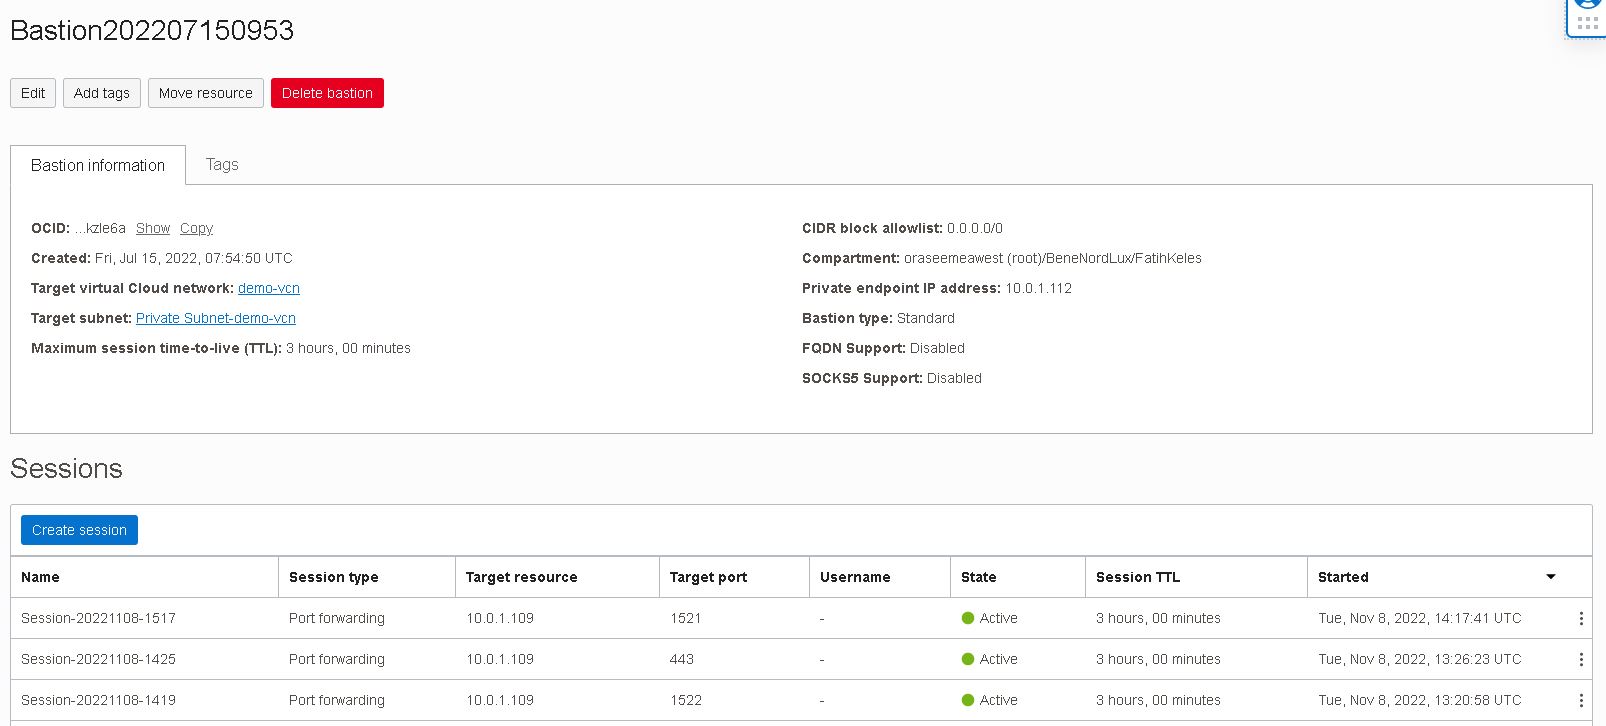 Bastion202207150953
Edit Add tags Move resource Delete bastion
Bastion information Tags
OCID: ...kzle6a Show Copy
Created: Fri, Jul 15, 2022, 07:54:50 UTC
Target virtual Cloud network: demo-vcn
Target subnet: Private Subnet-demo-vcn
Maximum session time-to-live (TTL): 3 hours, 00 minutes
CIDR block allowlist: 0.0.0.0/0
Compartment: oraseemeawest (root)/BeneNordLux/FatihKeles
Private endpoint IP address: 10.0.1.112
Bastion type: Standard
FQDN Support: Disabled
SOCKS5 Support: Disabled
Sessions
Create session
Name Session type Target resource Target port Username State Session TTL Started
Session-20221108-1517 Port forwarding 10.0.1.109 1521 - Active 3 hours, 00 minutes Tue, Nov 8, 2022, 14:17:41 UTC
Session-20221108-1425 Port forwarding 10.0.1.109 443 - Active 3 hours, 00 minutes Tue, Nov 8, 2022, 13:26:23 UTC
Session-20221108-1419 Port forwarding 10.0.1.109 1522 - Active 3 hours, 00 minutes Tue, Nov 8, 2022, 13:20:58 UTC